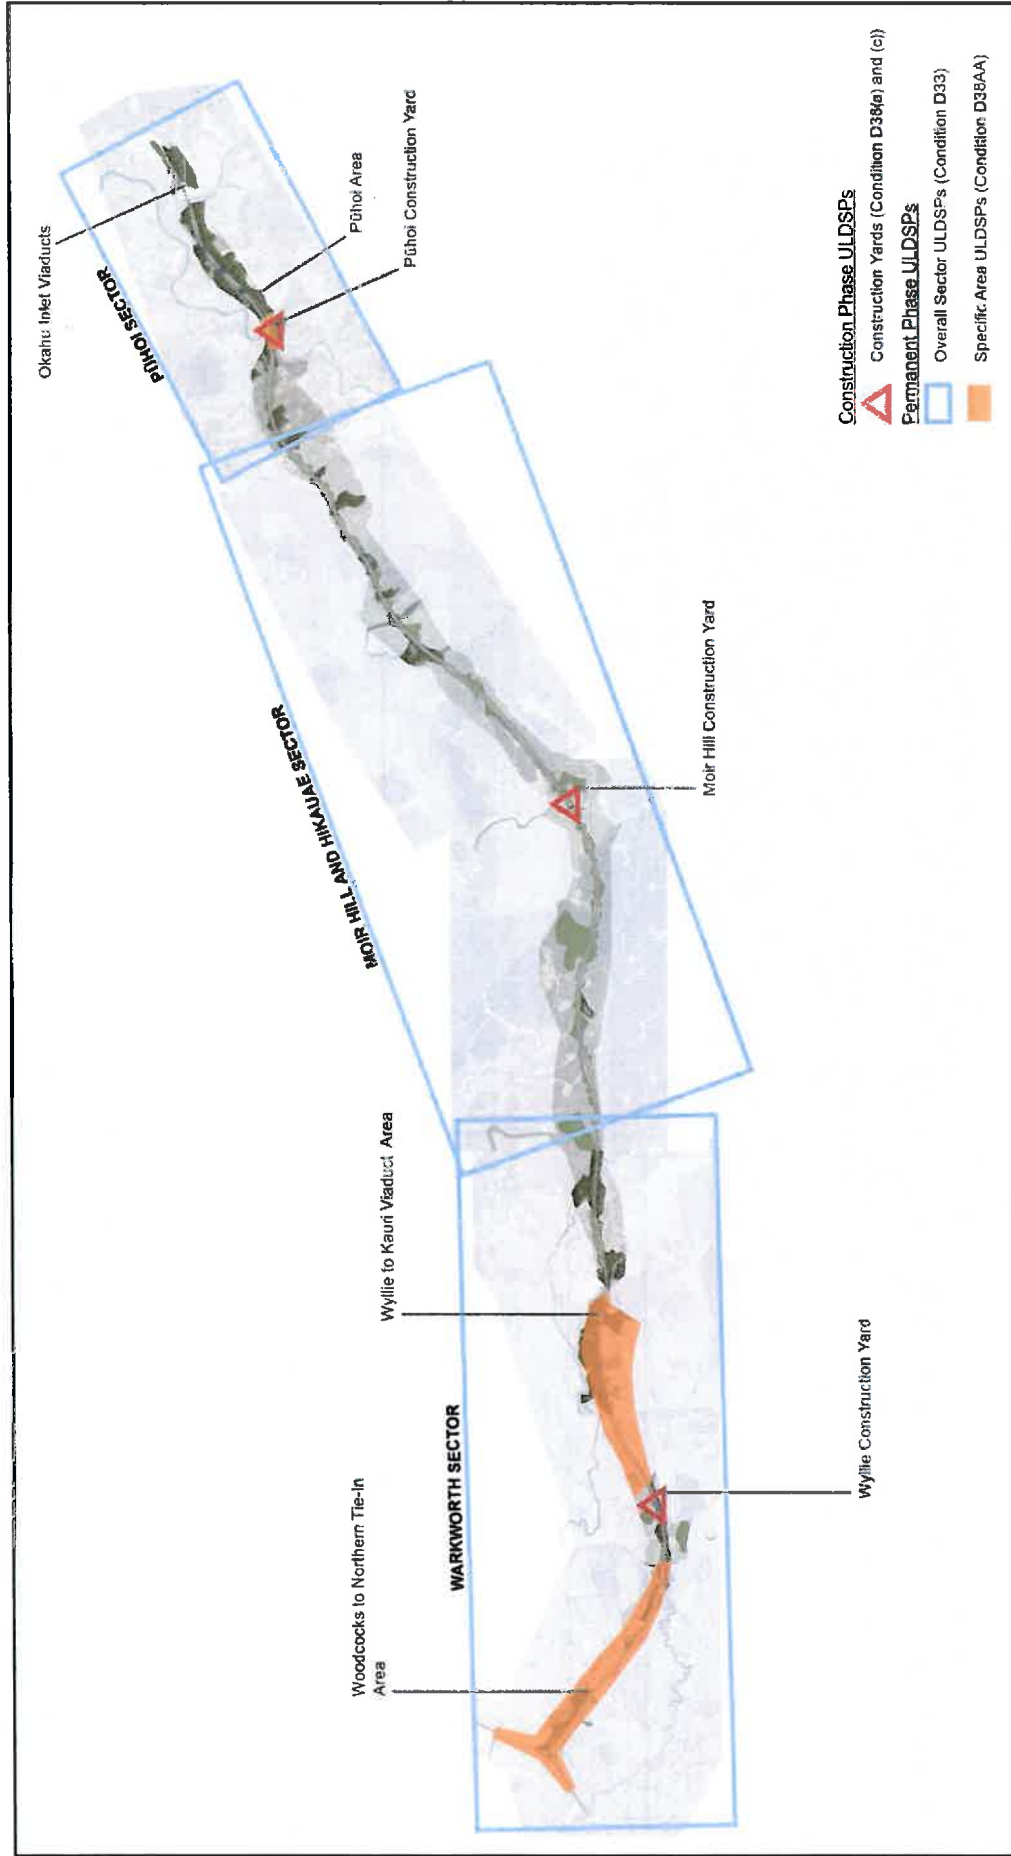 Okahu Inlet Viaducts
PŪHOI SECTOR
Pūhoi Area
Pūhoi Construction Yard
MOIR HILL AND HIKAUAE SECTOR
Moir Hill Construction Yard
Wyllie to Kauri Viaduct Area
WARKWORTH SECTOR
Woodcocks to Northern Tie-In
Area
Wyllie Construction Yard
Construction Phase ULDSPs
Construction Yards (Condition D38(a) and (c))
Permanent Phase ULDSPs
Overall Sector ULDSPs (Condition D33)
Specific Area ULDSPs (Condition D38AA)